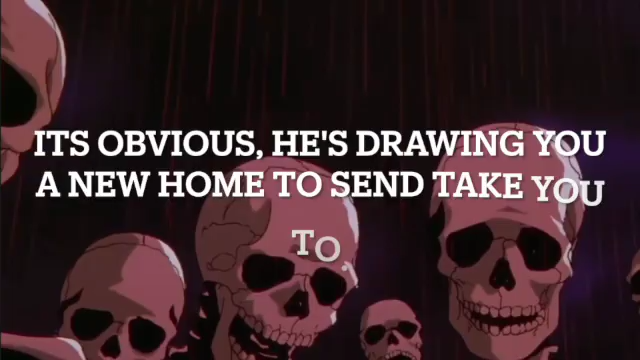 ITS OBVIOUS, HE'S DRAWING YOU
A NEW HOME TO SEND TAKE YOU
TO.